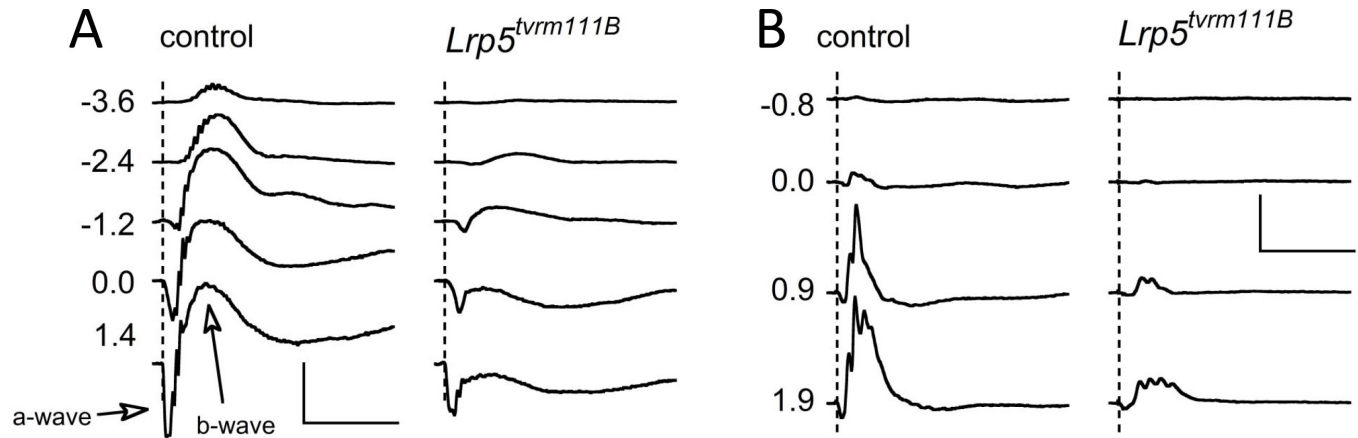 A
control
Lrp5tvrm111B
-3.6
-2.4
-1.2
0.0
1.4
a-wave
b-wave
B
control
Lrp5tvrm111B
-0.8
0.0
0.9
1.9